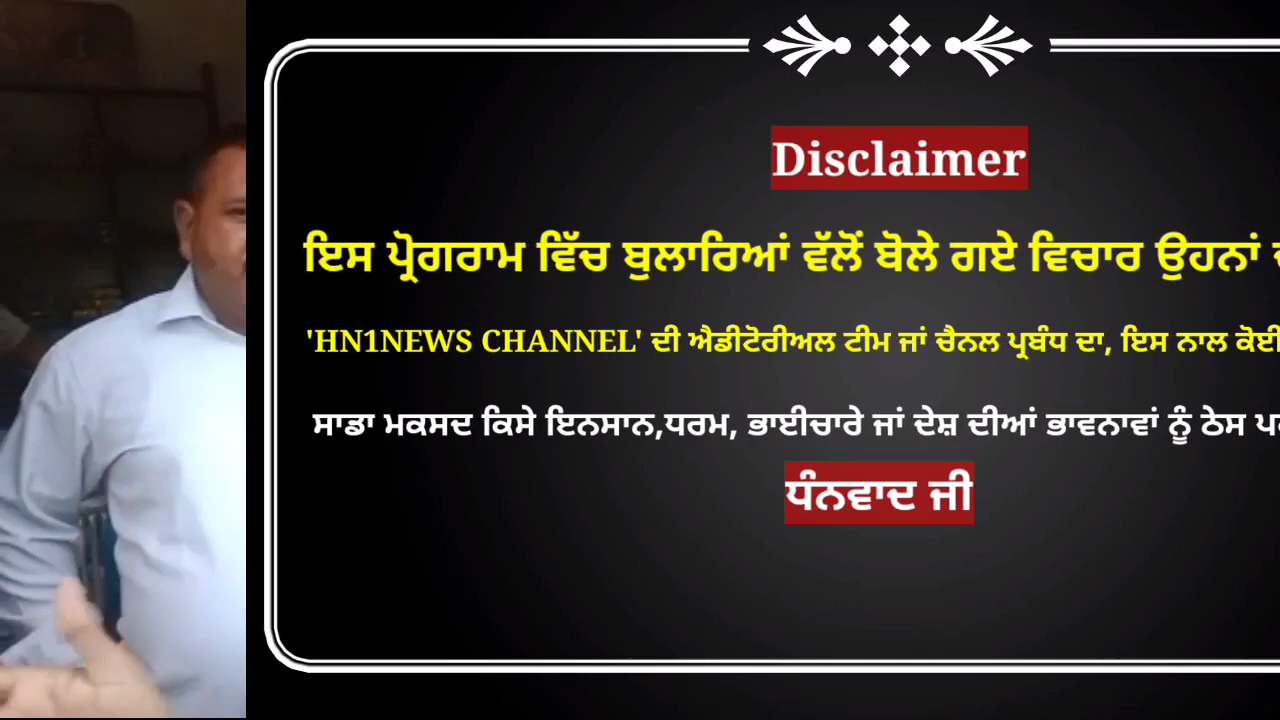 Disclaimer
ਇਸ ਪ੍ਰੋਗਰਾਮ ਵਿੱਚ ਬੁਲਾਰਿਆਂ ਵੱਲੋਂ ਬੋਲੇ ਗਏ ਵਿਚਾਰ ਉਹਨਾਂ
'HN1NEWS CHANNEL' ਦੀ ਐਡੀਟੋਰੀਅਲ ਟੀਮ ਜਾਂ ਚੈਨਲ ਪ੍ਰਬੰਧ ਦਾ, ਇਸ ਨਾਲ ਕੋਈ
ਸਾਡਾ ਮਕਸਦ ਕਿਸੇ ਇਨਸਾਨ,ਧਰਮ, ਭਾਈਚਾਰੇ ਜਾਂ ਦੇਸ਼ ਦੀਆਂ ਭਾਵਨਾਵਾਂ ਨੂੰ ਠੇਸ
ਧੰਨਵਾਦ ਜੀ